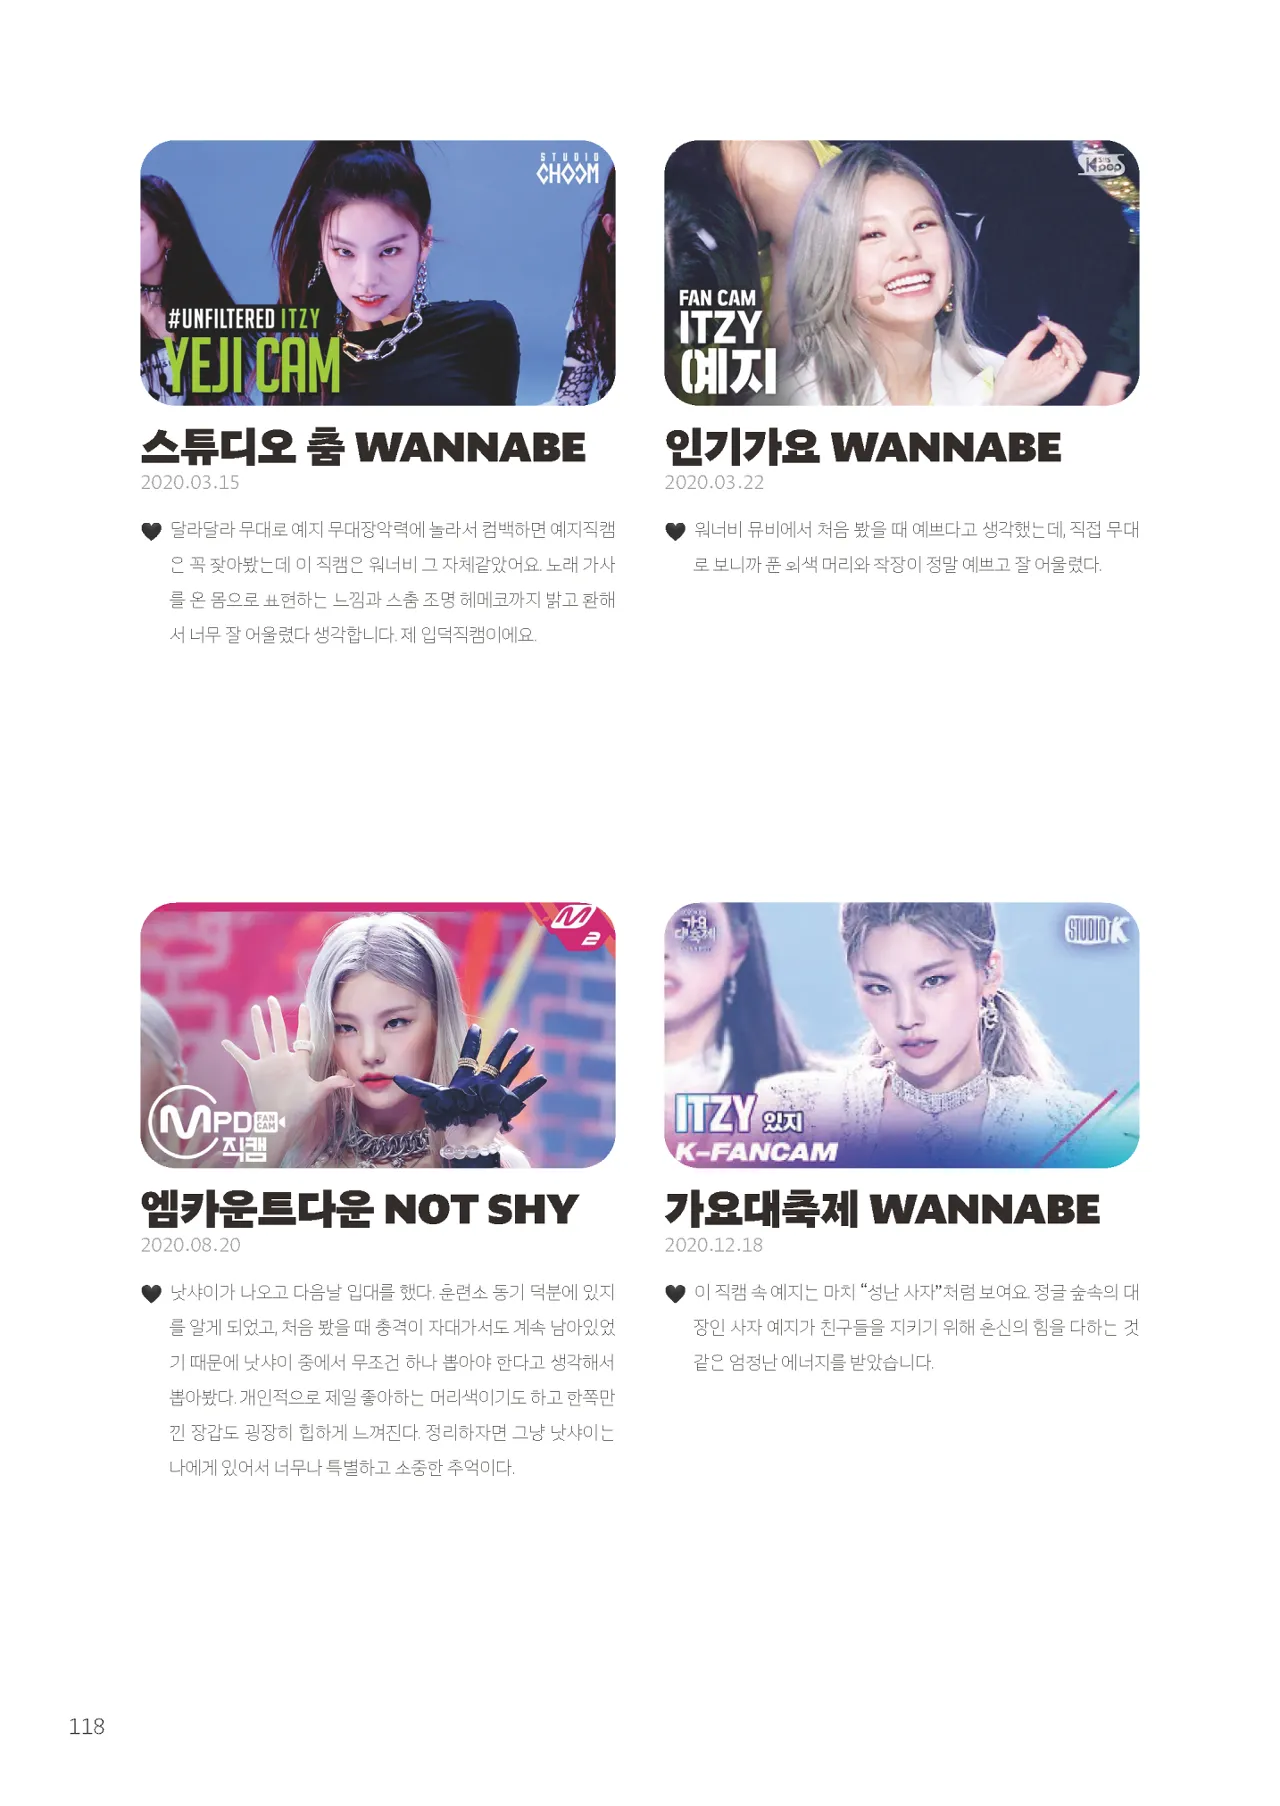 STUDIO
CHOOM
#UNFILTERED ITZY
YEJI CAM
스튜디오 춤 WANNABE
2020.03.15
♥ 달라달라 무대로 예지 무대장악력에 놀라서 컴백하면 예지직캠
은 꼭 찾아봤는데 이 직캠은 워너비 그 자체같았어요. 노래 가사
를 온 몸으로 표현하는 느낌과 스춤 조명 헤메코까지 밝고 환해
서 너무 잘 어울렸다 생각합니다. 제 입덕직캠이에요.
SBS
Kpop
FAN CAM
ITZY
예지
인기가요 WANNABE
2020.03.22
♥ 워너비 뮤비에서 처음 봤을 때 예쁘다고 생각했는데, 직접 무대
로 보니까 푼 회색 머리와 착장이 정말 예쁘고 잘 어울렸다.
M
2
MPD FAN CAM
직캠
엠카운트다운 NOT SHY
2020.08.20
♥ 낫샤이가 나오고 다음날 입대를 했다. 훈련소 동기 덕분에 있지
를 알게 되었고, 처음 봤을 때 충격이 자대가서도 계속 남아있었
기 때문에 낫샤이 중에서 무조건 하나 뽑아야 한다고 생각해서
뽑아봤다. 개인적으로 제일 좋아하는 머리색이기도 하고 한쪽만
낀 장갑도 굉장히 힙하게 느껴진다. 정리하자면 그냥 낫샤이는
나에게 있어서 너무나 특별하고 소중한 추억이다.
가요
대축제
STUDIO K
ITZY 있지
K-FANCAM
가요대축제 WANNABE
2020.12.18
♥ 이 직캠 속 예지는 마치 “성난 사자”처럼 보여요. 정글 숲속의 대
장인 사자 예지가 친구들을 지키기 위해 혼신의 힘을 다하는 것
같은 엄청난 에너지를 받았습니다.
118